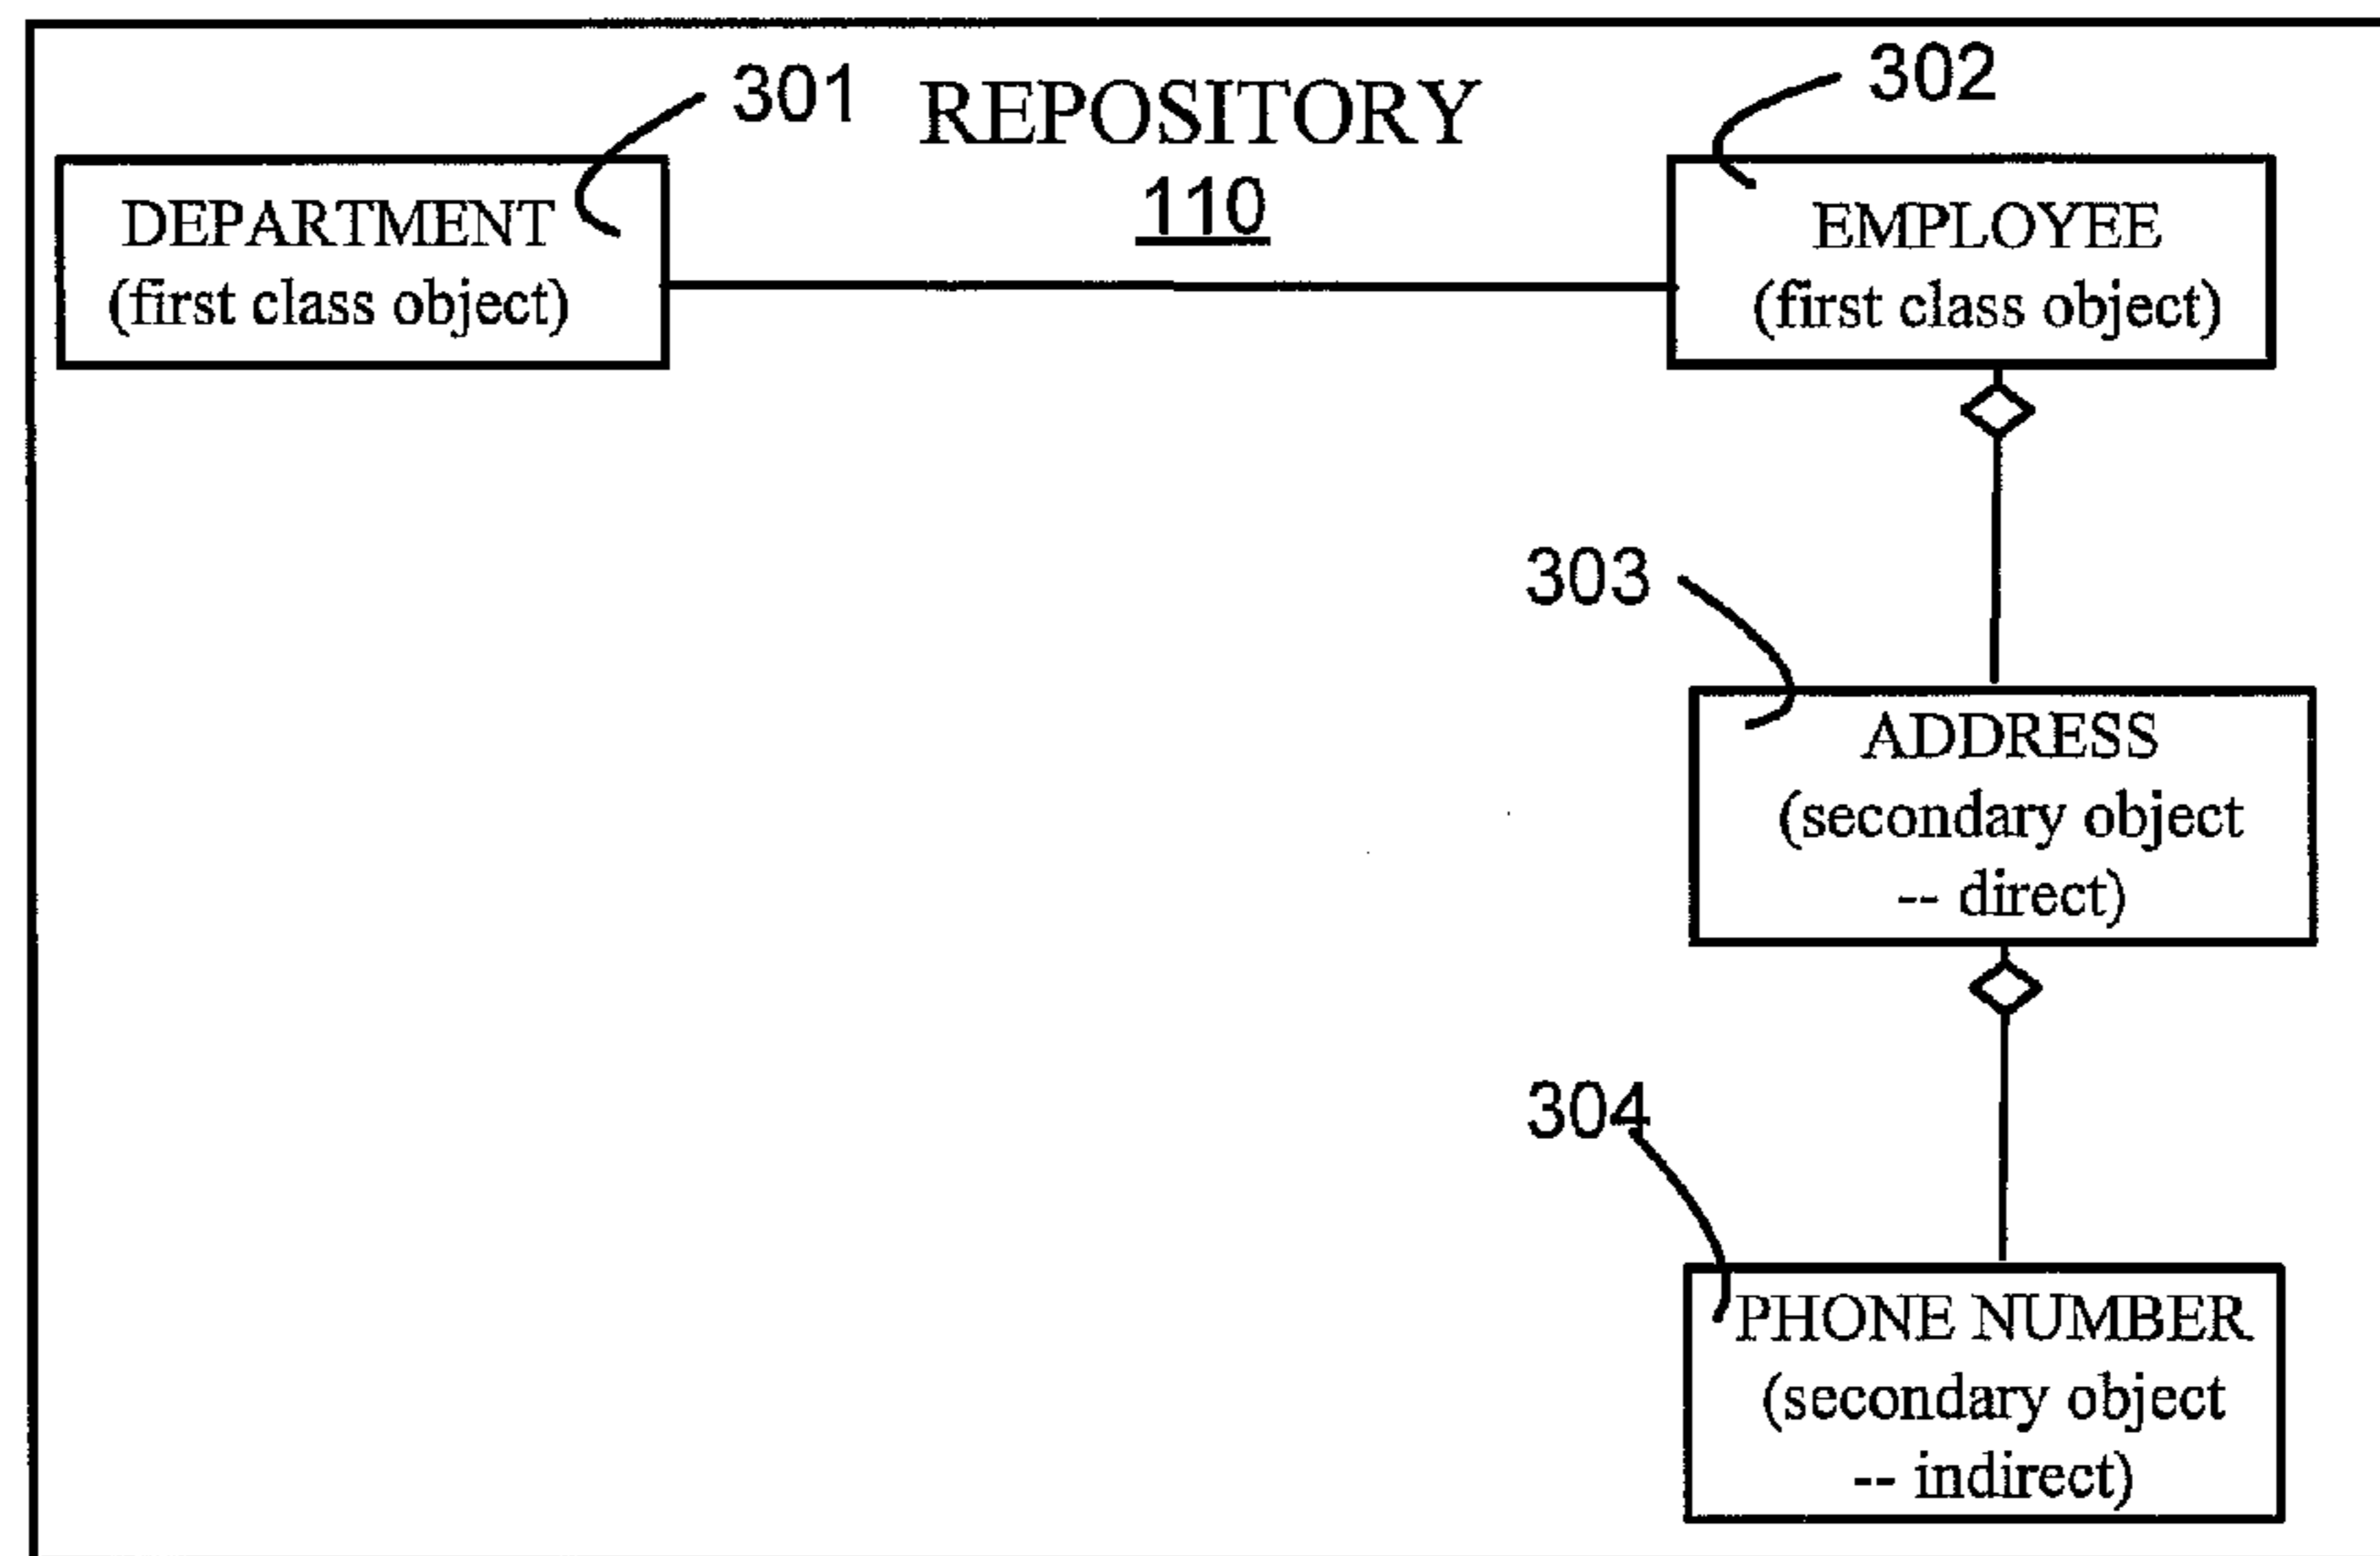 301
REPOSITORY
110
302
DEPARTMENT
(first class object)
EMPLOYEE
(first class object)
303
ADDRESS
(secondary object
-- direct)
304
PHONE NUMBER
(secondary object
-- indirect)